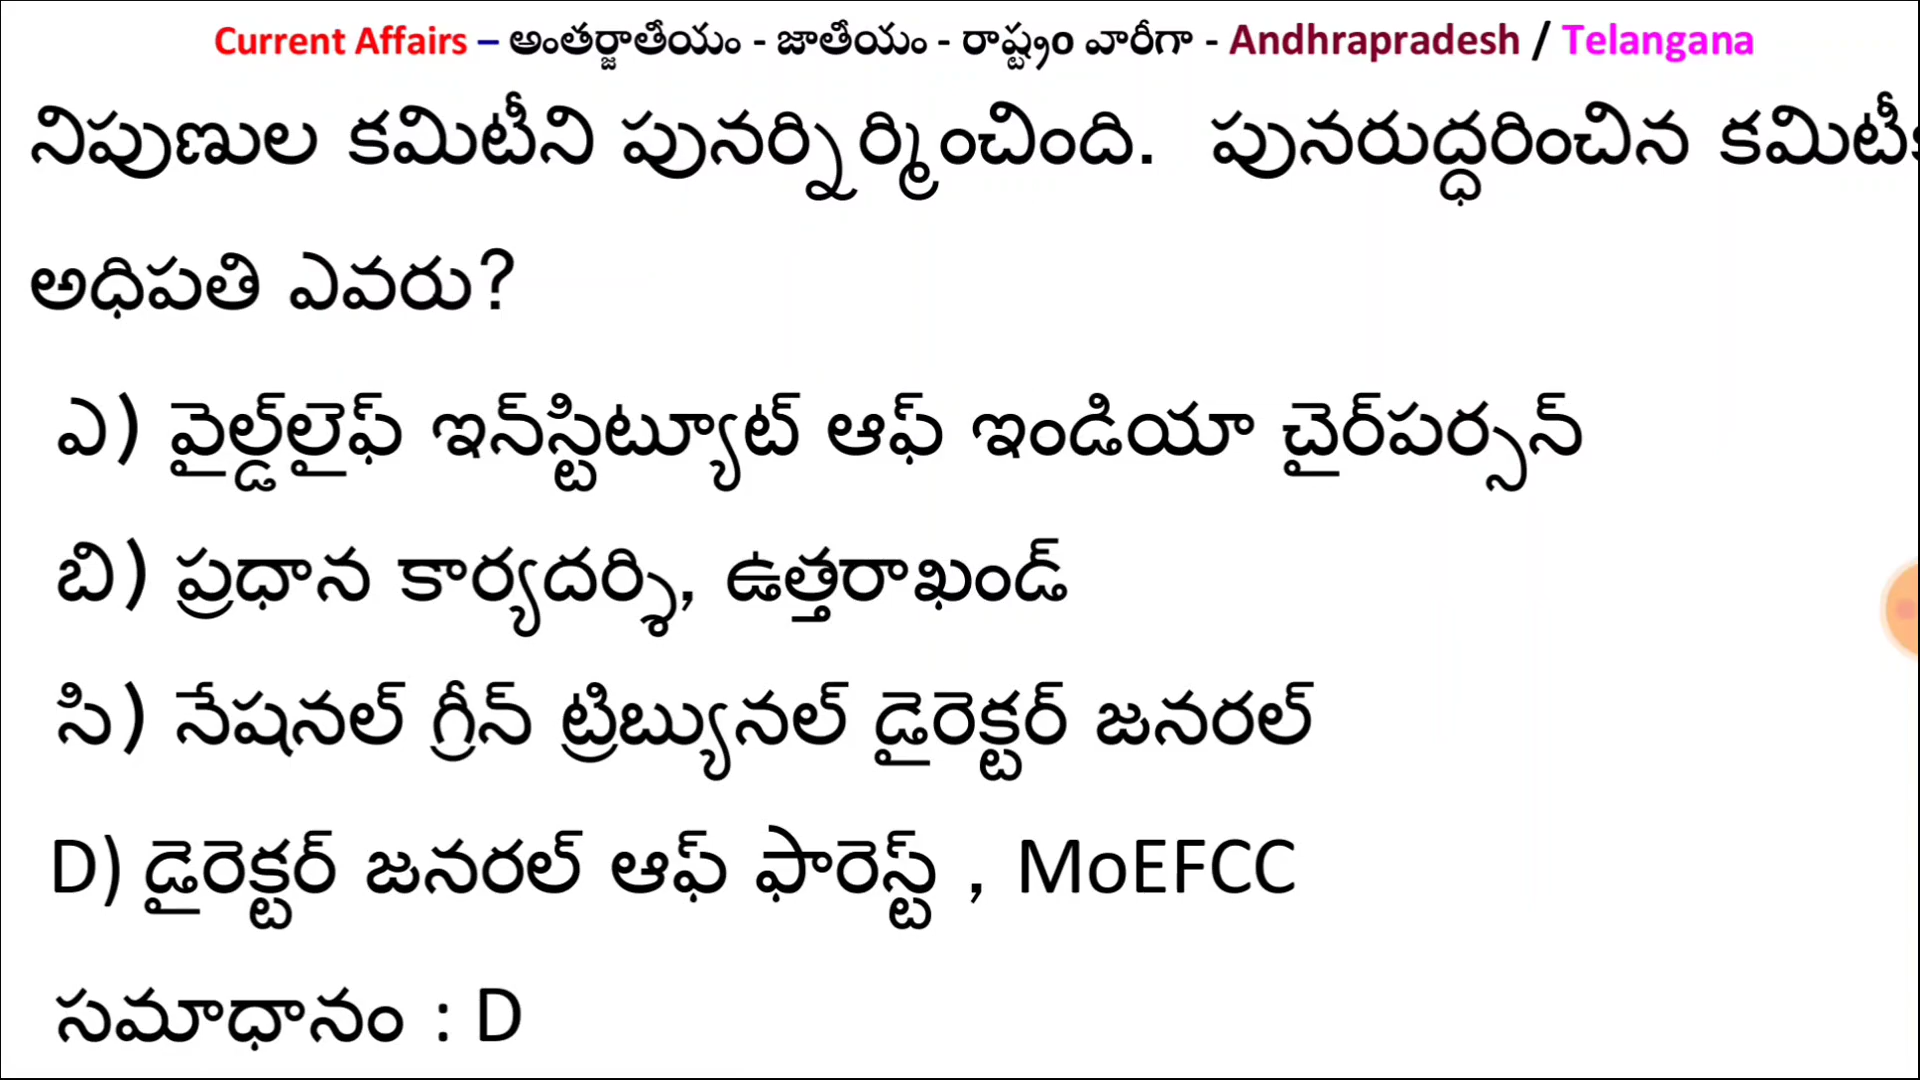 Current Affairs – అంతర్జాతీయం - జాతీయం - రాష్ట్రం వారీగా - Andhrapradesh / Telangana
నిపుణుల కమిటీని పునర్నిర్మించింది. పునరుద్ధరించిన కమిటీకి
అధిపతి ఎవరు?
ఎ) వైల్డ్‌లైఫ్ ఇన్‌స్టిట్యూట్ ఆఫ్ ఇండియా చైర్‌పర్సన్
బి) ప్రధాన కార్యదర్శి, ఉత్తరాఖండ్
సి) నేషనల్ గ్రీన్ ట్రిబ్యునల్ డైరెక్టర్ జనరల్
D) డైరెక్టర్ జనరల్ ఆఫ్ ఫారెస్ట్ , MoEFCC
సమాధానం : D